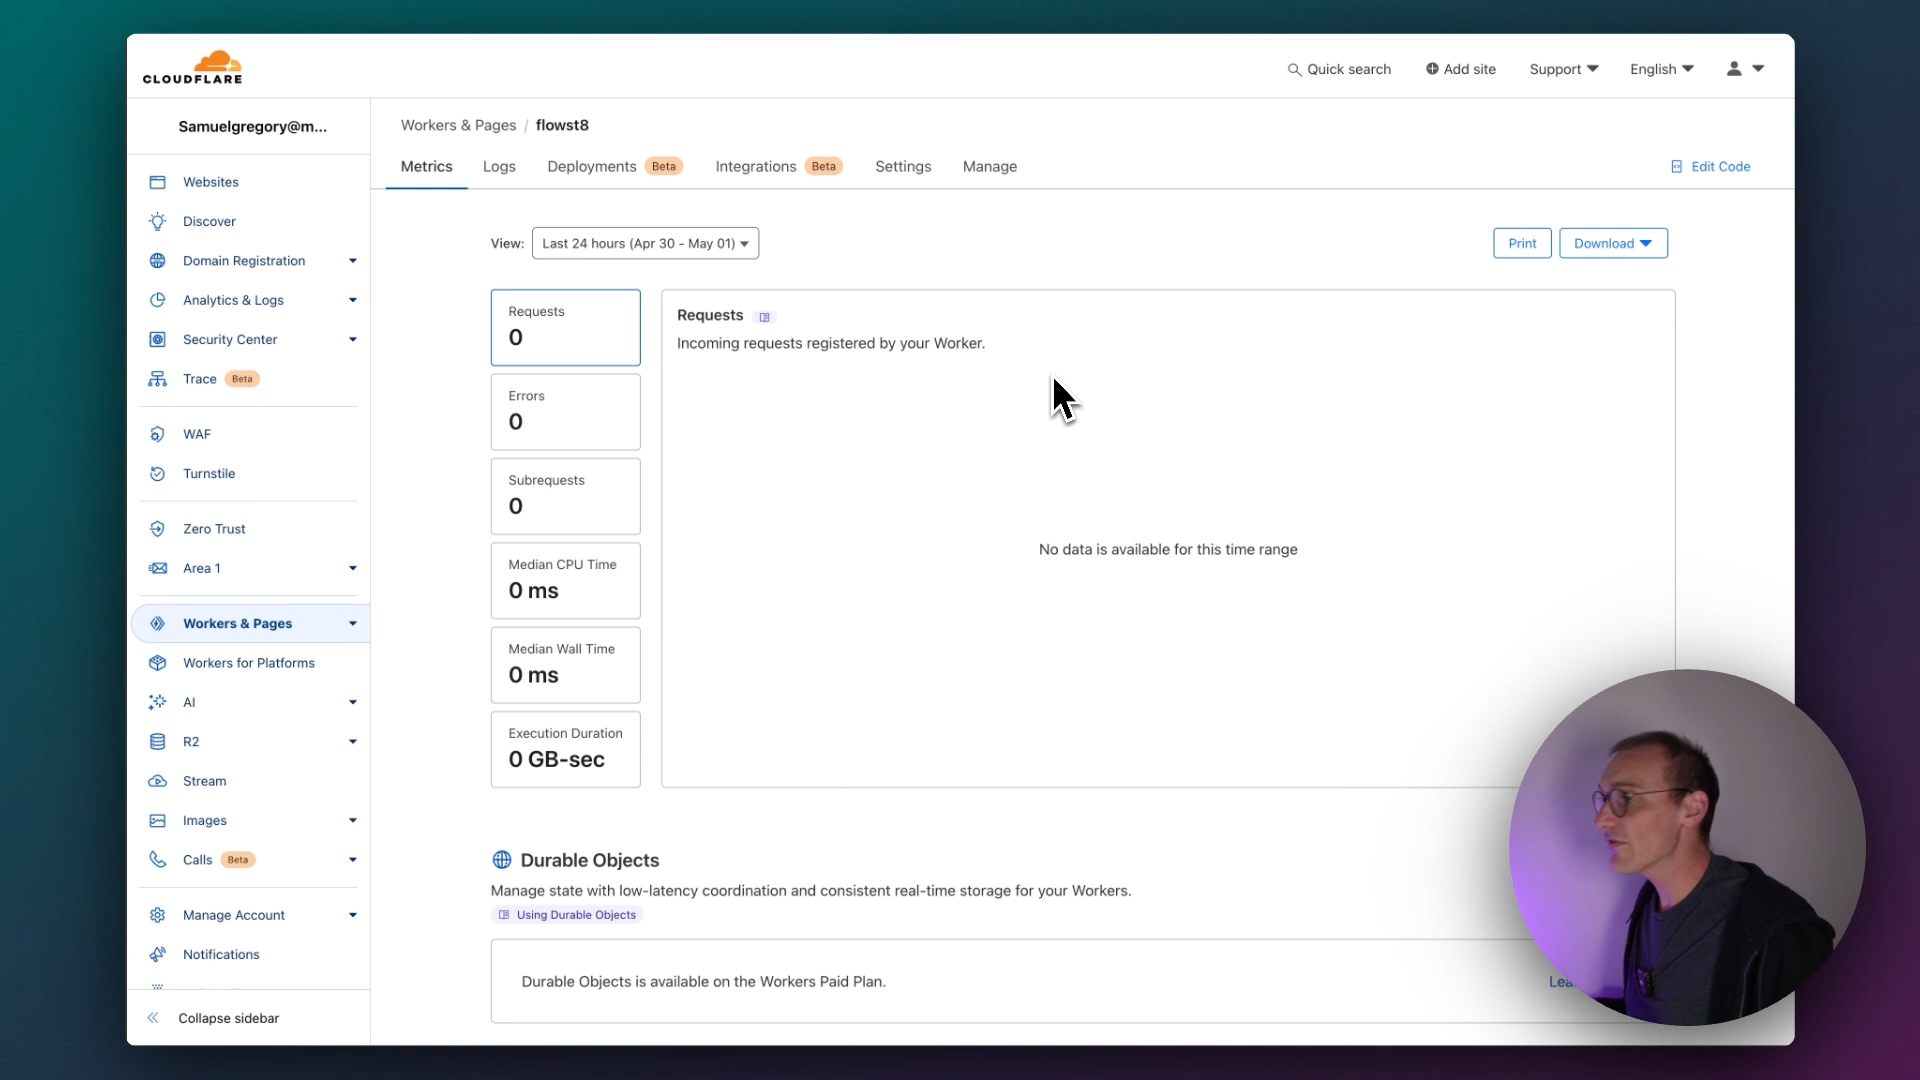 CLOUDFLARE
Quick search
Add site
Support
English
Samuelgregory@m...
Workers & Pages / flowst8
Metrics
Logs
Deployments Beta
Integrations Beta
Settings
Manage
Edit Code
Websites
Discover
Domain Registration
Analytics & Logs
Security Center
Trace Beta
WAF
Turnstile
Zero Trust
Area 1
Workers & Pages
Workers for Platforms
AI
R2
Stream
Images
Calls Beta
Manage Account
Notifications
Collapse sidebar
View: Last 24 hours (Apr 30 - May 01)
Print
Download
Requests
0
Errors
0
Subrequests
0
Median CPU Time
0 ms
Median Wall Time
0 ms
Execution Duration
0 GB-sec
Requests
Incoming requests registered by your Worker.
No data is available for this time range
Durable Objects
Manage state with low-latency coordination and consistent real-time storage for your Workers.
Using Durable Objects
Durable Objects is available on the Workers Paid Plan.